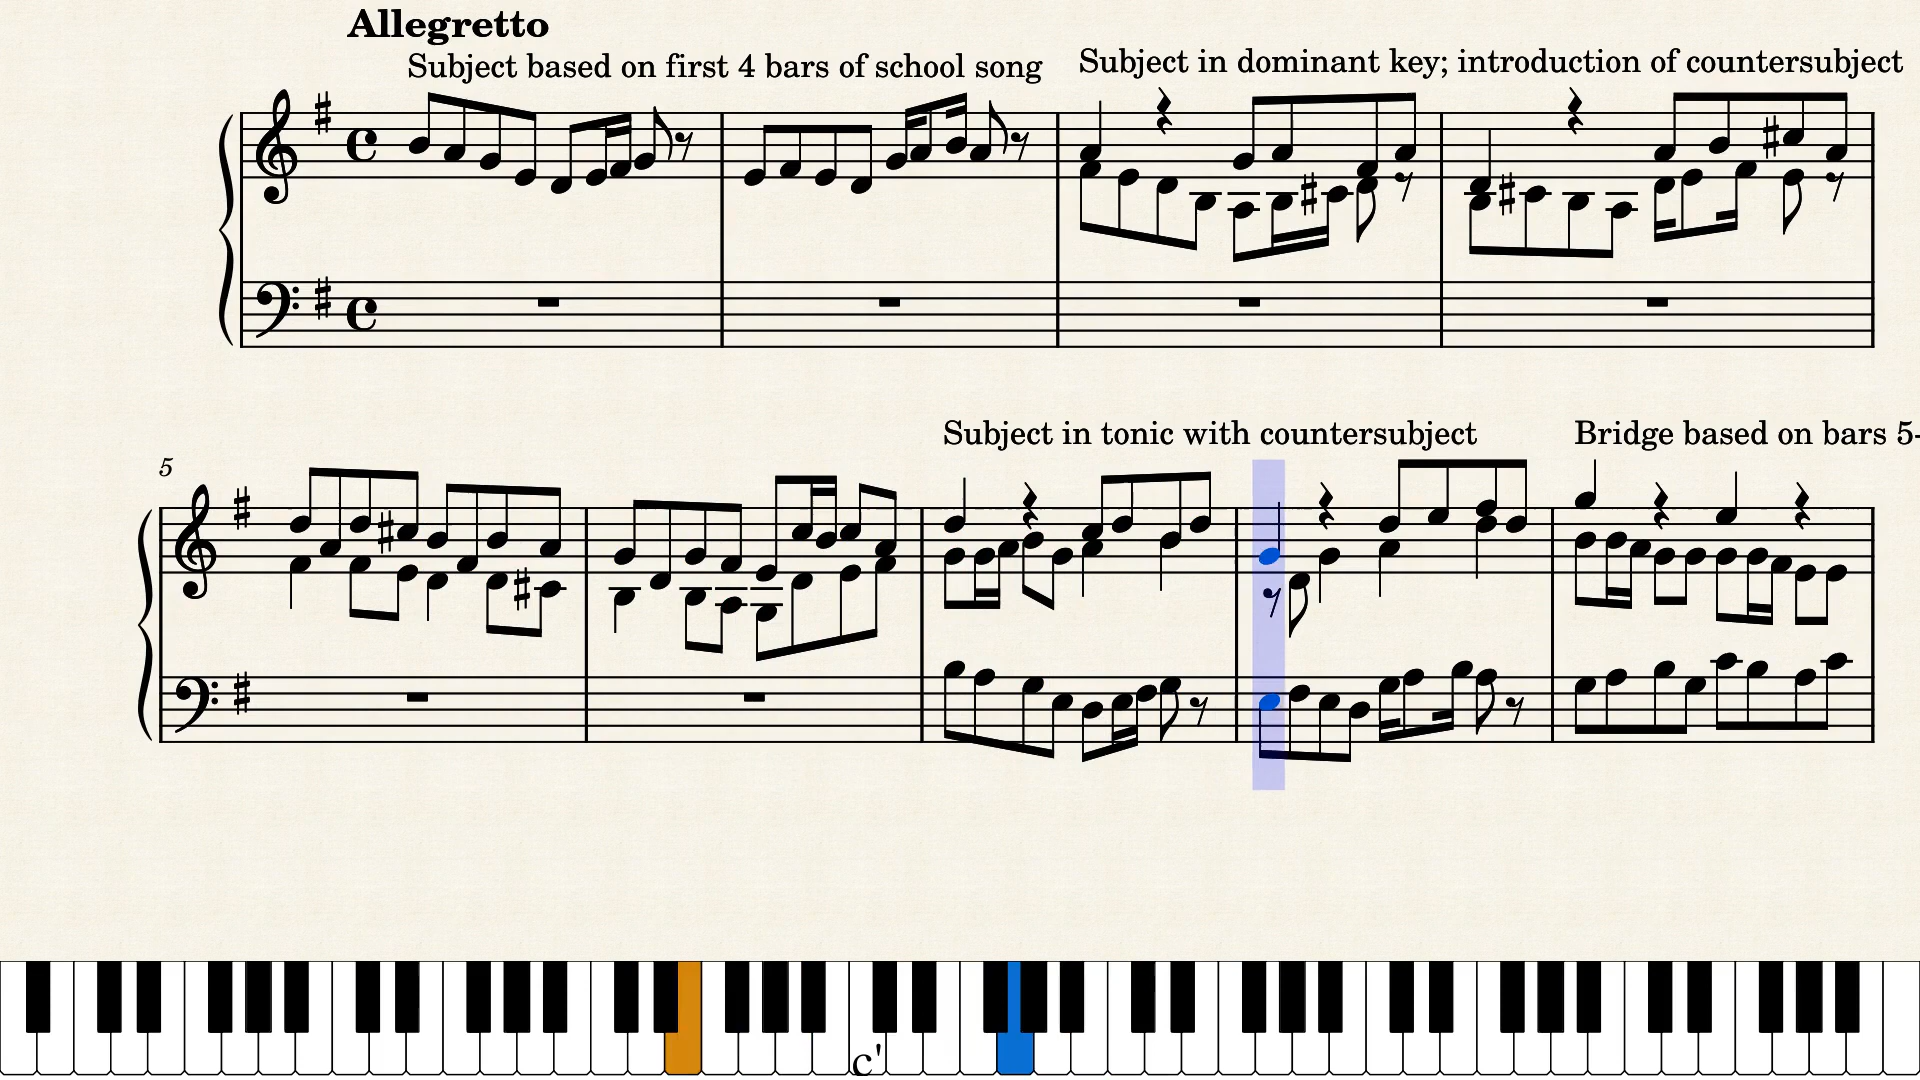 Allegretto
Subject based on first 4 bars of school song
Subject in dominant key; introduction of countersubject
Subject in tonic with countersubject
Bridge based on bars 5-
5
c'